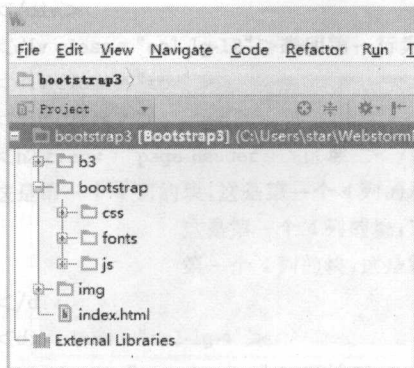 File Edit View Navigate Code Refactor Run T
bootstrap3
Project
bootstrap3 [Bootstrap3] (C:\Users\star\Webstorm
b3
bootstrap
css
fonts
js
img
index.html
External Libraries